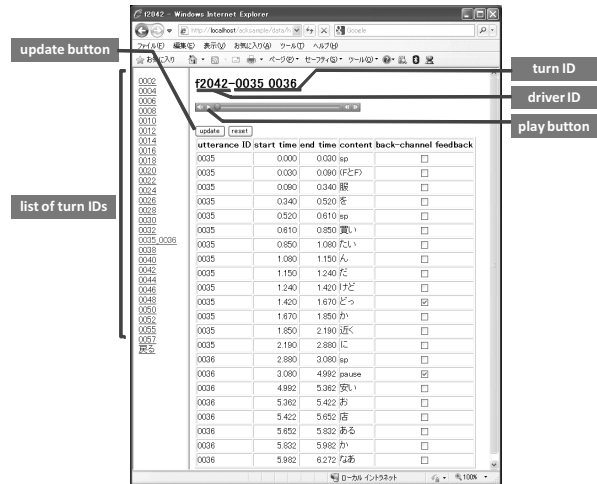 f2042 - Windows Internet Explorer
http://localhost/
Google
ファイル(F) 編集(E) 表示(V) お気に入り(A) ツール(T) ヘルプ(H)
お気に入り ページ(P) セーフティ(S) ツール(O)
update button
list of turn IDs
turn ID
driver ID
play button
0002
0004
0006
0008
0010
0012
0014
0016
0018
0020
0022
0024
0026
0028
0030
0032
0035 0036
0038
0040
0042
0044
0046
0048
0050
0052
0055
0057
戻る
f2042-0035 0036
update reset
utterance ID start time end time content back-channel feedback
0035 0.000 0.030 sp
0035 0.030 0.090 (FとF)
0035 0.090 0.340 服
0035 0.340 0.520 を
0035 0.520 0.610 sp
0035 0.610 0.850 買い
0035 0.850 1.080 たい
0035 1.080 1.150 ん
0035 1.150 1.240 だ
0035 1.240 1.420 けど
0035 1.420 1.670 どっ
0035 1.670 1.850 か
0035 1.850 2.190 近く
0035 2.190 2.880 に
0036 2.880 3.080 sp
0036 3.080 4.992 pause
0036 4.992 5.362 安い
0036 5.362 5.422 お
0036 5.422 5.652 店
0036 5.652 5.832 ある
0036 5.832 5.982 か
0036 5.982 6.272 なあ
ローカル イントラネット 100%